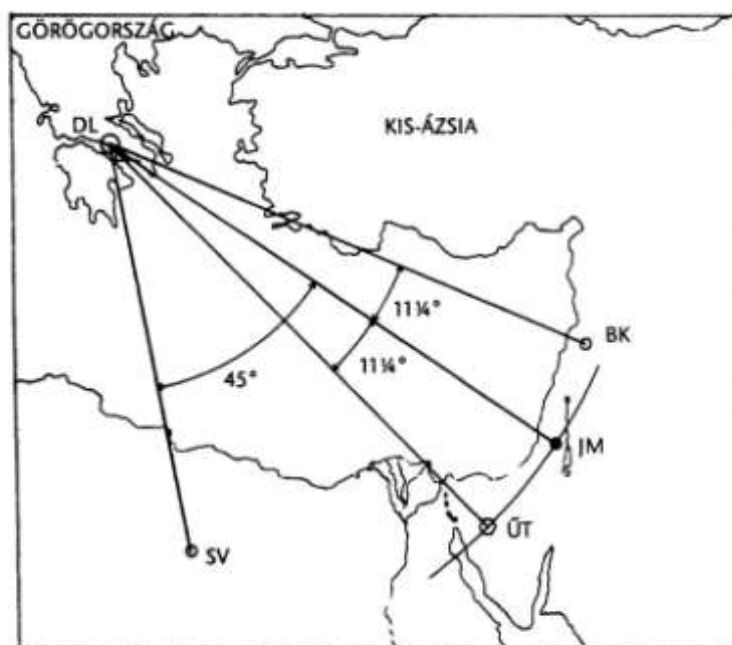 GÖRÖGORSZÁG
DL
KIS-ÁZSIA
11¼°
BK
11¼°
45°
JM
ŰT
SV